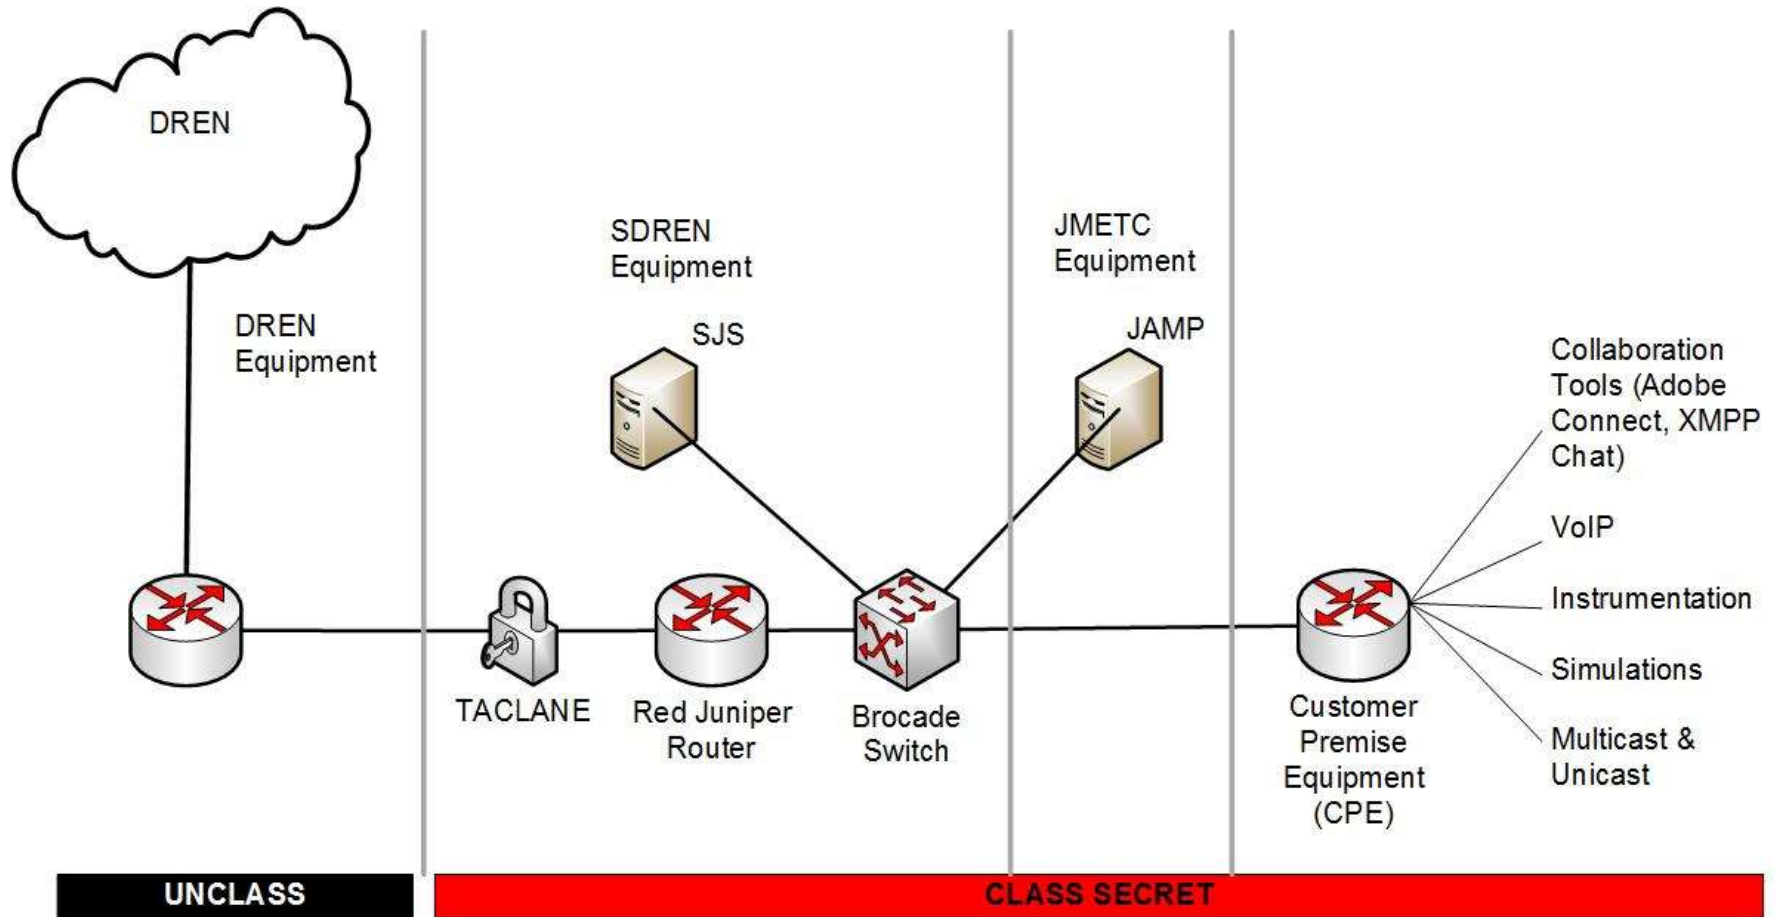 DREN
DREN
Equipment
SDREN
Equipment
SJS
JMETC
Equipment
JAMP
TACLANE
Red Juniper
Router
Brocade
Switch
Customer
Premise
Equipment
(CPE)
Collaboration
Tools (Adobe
Connect, XMPP
Chat)
VoIP
Instrumentation
Simulations
Multicast &
Unicast
UNCLASS
CLASS SECRET